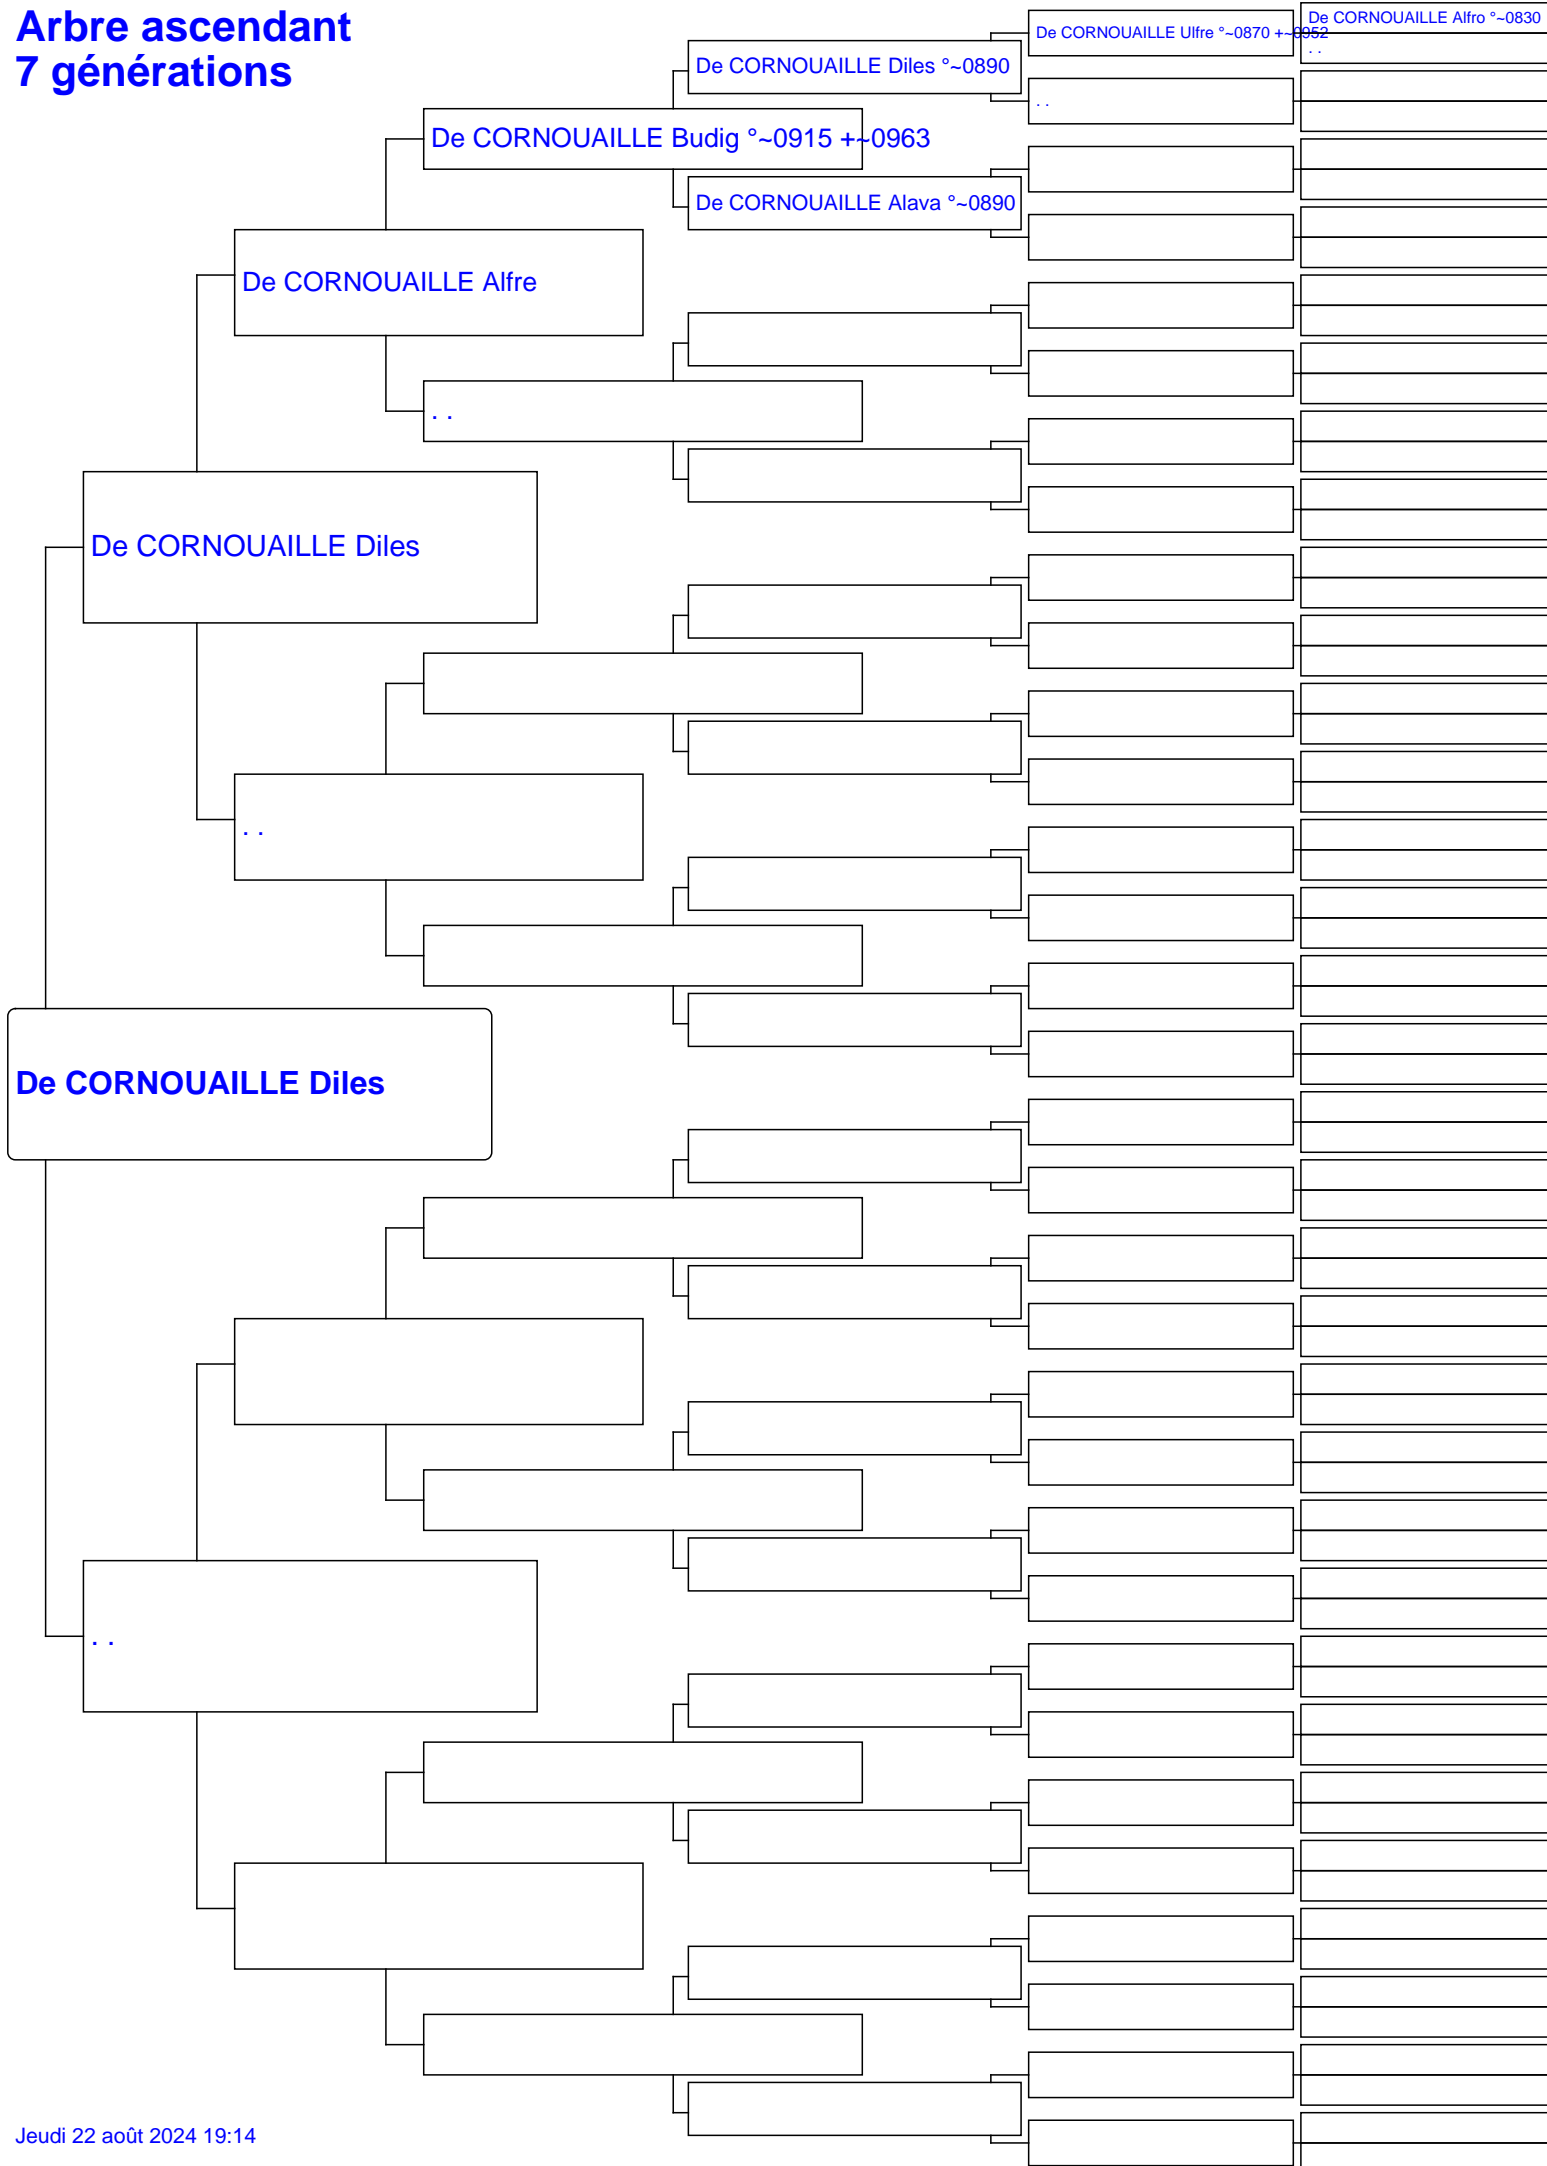 Arbre ascendant
7 générations
De CORNOUAILLE Alfro °~0830
. .
De CORNOUAILLE Ulfre °~0870 +~0952
De CORNOUAILLE Diles °~0890
. .
De CORNOUAILLE Budig °~0915 +~0963
De CORNOUAILLE Alava °~0890
De CORNOUAILLE Alfre
. .
De CORNOUAILLE Diles
. .
De CORNOUAILLE Diles
. .
Jeudi 22 août 2024 19:14